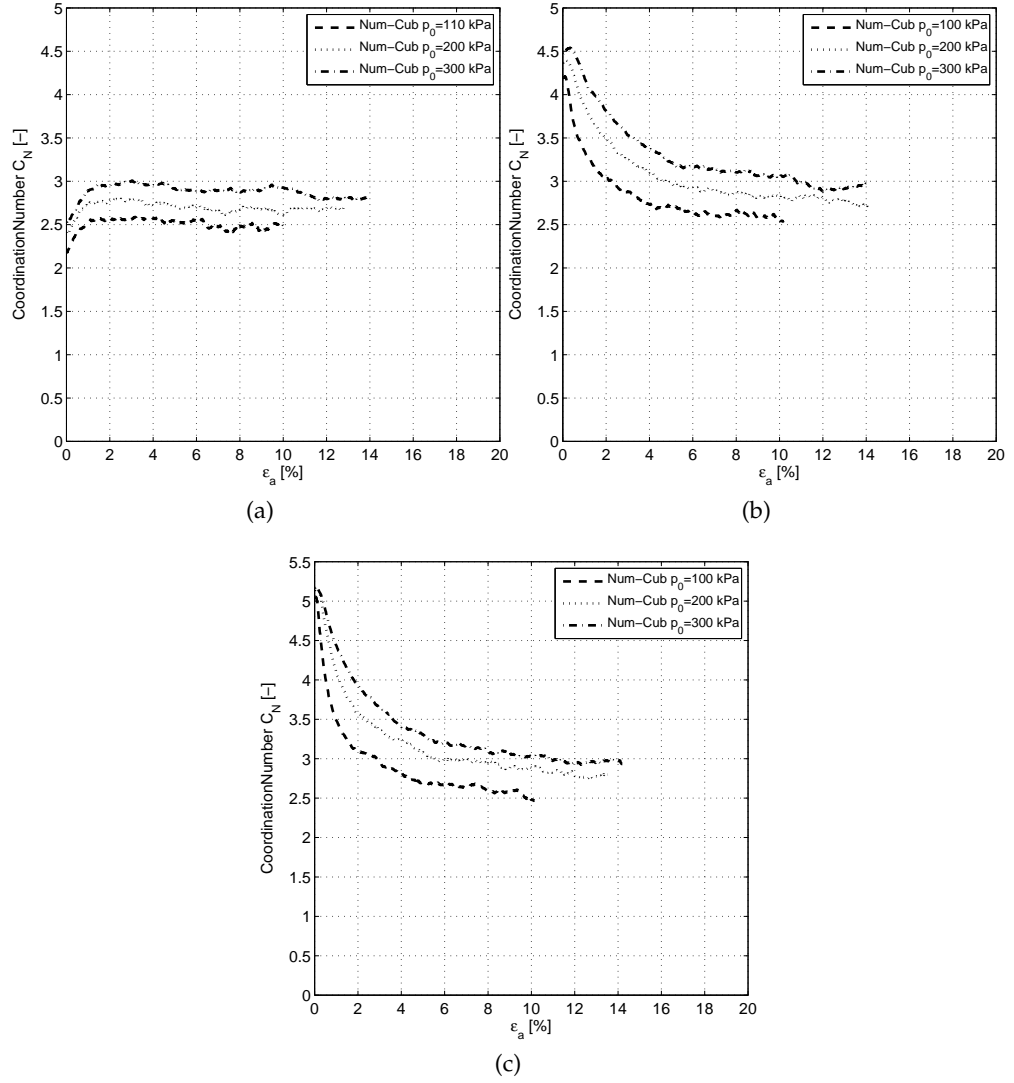 5
4.5
4
3.5
3
2.5
2
1.5
1
0.5
0
CoordinationNumber C_N [−]
Num−Cub p_0=110 kPa
Num−Cub p_0=200 kPa
Num−Cub p_0=300 kPa
0 2 4 6 8 10 12 14 16 18 20
ε_a [%]
(a)
5
4.5
4
3.5
3
2.5
2
1.5
1
0.5
0
CoordinationNumber C_N [−]
Num−Cub p_0=100 kPa
Num−Cub p_0=200 kPa
Num−Cub p_0=300 kPa
0 2 4 6 8 10 12 14 16 18 20
ε_a [%]
(b)
5.5
5
4.5
4
3.5
3
2.5
2
1.5
1
0.5
0
CoordinationNumber C_N [−]
Num−Cub p_0=100 kPa
Num−Cub p_0=200 kPa
Num−Cub p_0=300 kPa
0 2 4 6 8 10 12 14 16 18 20
ε_a [%]
(c)